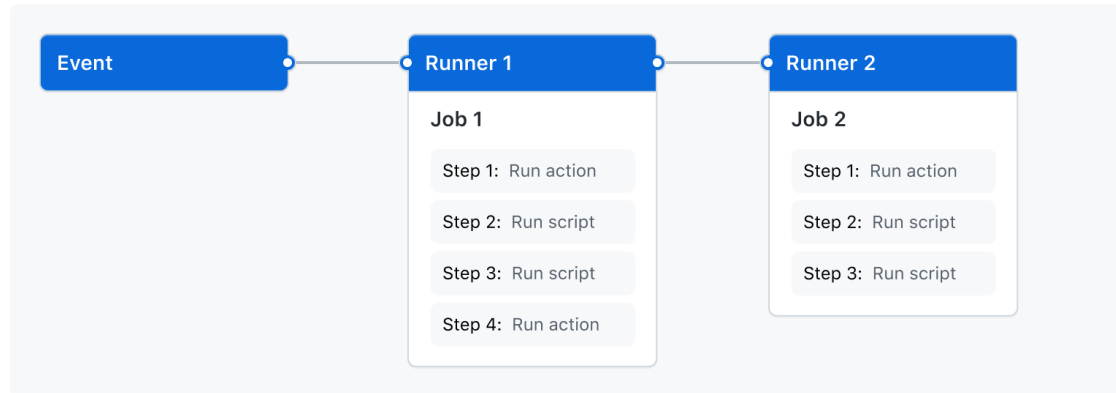 Event
Runner 1
Job 1
Step 1: Run action
Step 2: Run script
Step 3: Run script
Step 4: Run action
Runner 2
Job 2
Step 1: Run action
Step 2: Run script
Step 3: Run script